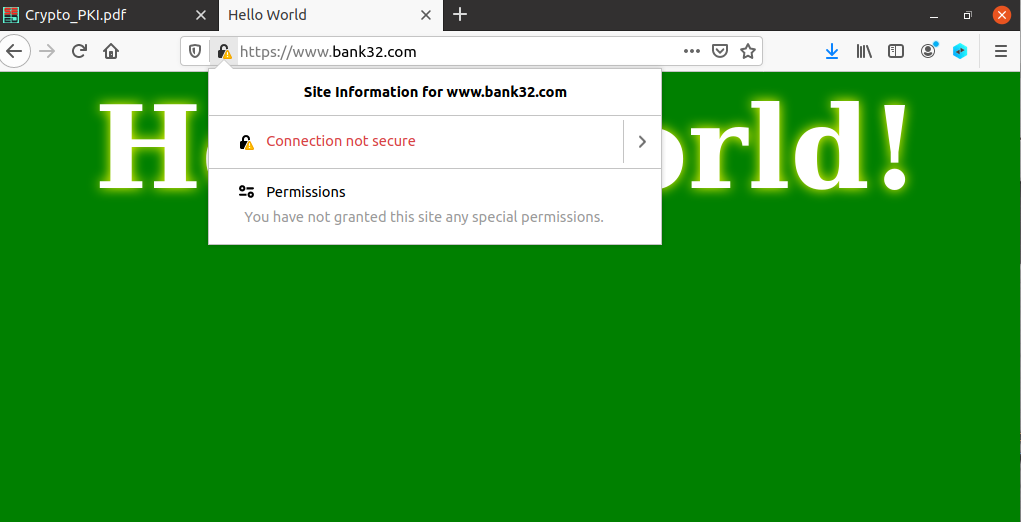 Crypto_PKI.pdf
Hello World
https://www.bank32.com
Site Information for www.bank32.com
Connection not secure
Permissions
You have not granted this site any special permissions.